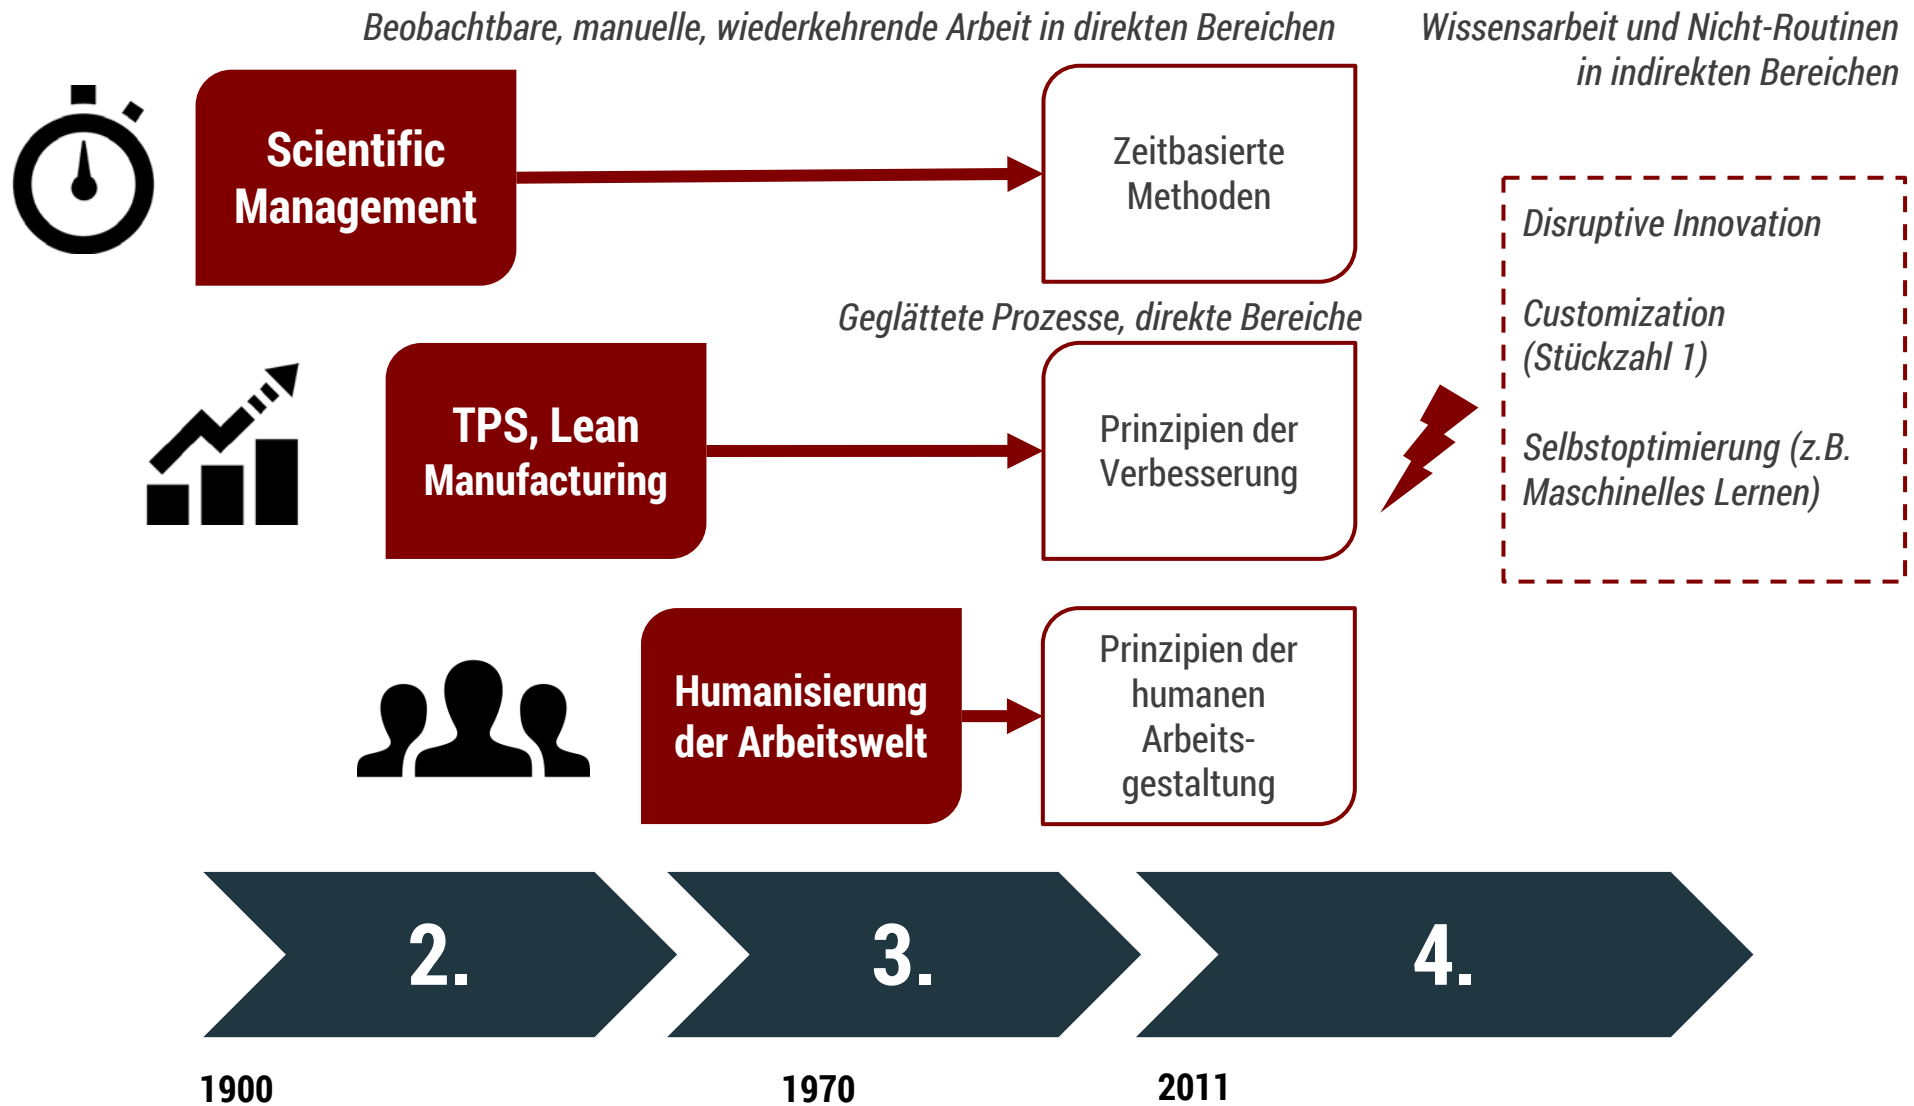 Beobachtbare, manuelle, wiederkehrende Arbeit in direkten Bereichen
Wissensarbeit und Nicht-Routinen
in indirekten Bereichen
Scientific
Management
Zeitbasierte
Methoden
Disruptive Innovation
Customization
(Stückzahl 1)
Selbstoptimierung (z.B.
Maschinelles Lernen)
Geglättete Prozesse, direkte Bereiche
TPS, Lean
Manufacturing
Prinzipien der
Verbesserung
Humanisierung
der Arbeitswelt
Prinzipien der
humanen
Arbeits-
gestaltung
2.
3.
4.
1900
1970
2011